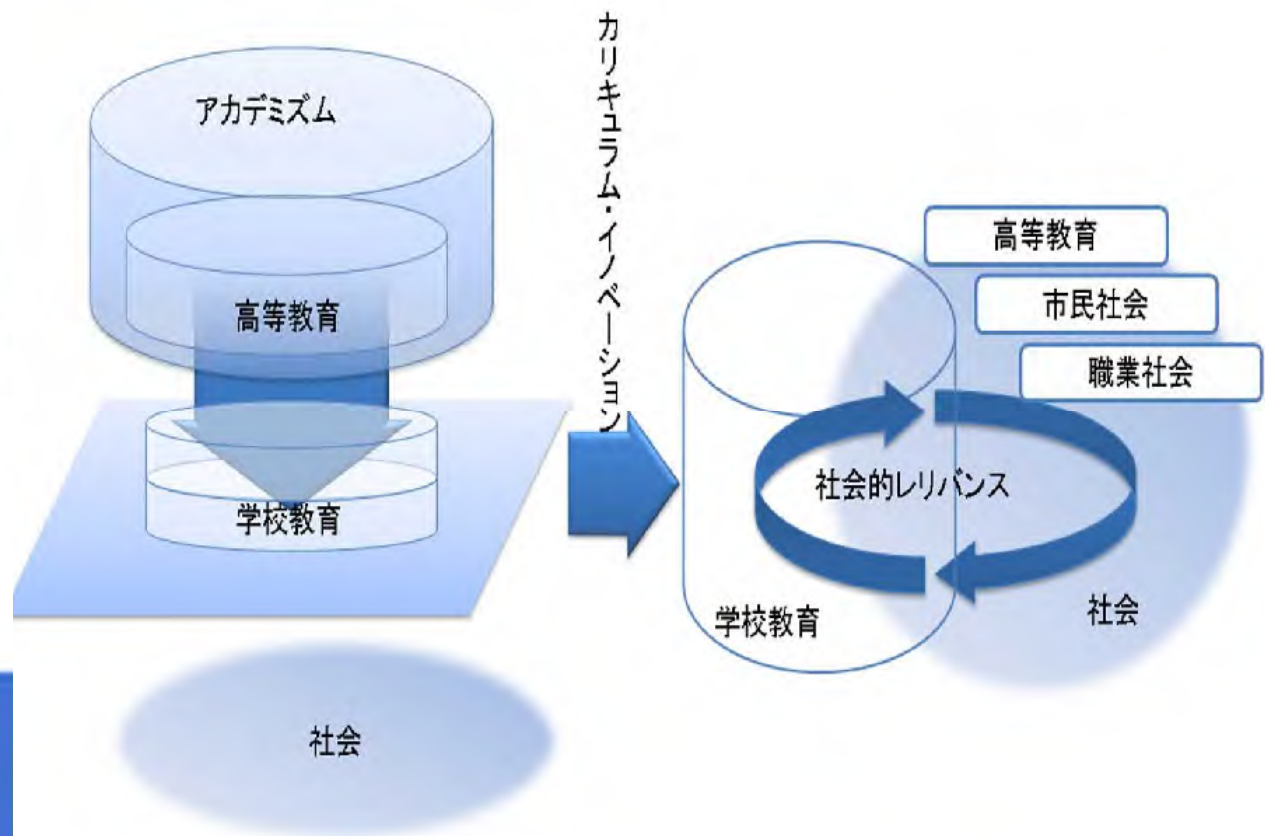 アカデミズム
高等教育
学校教育
社会
カリキュラム・イノベーション
高等教育
市民社会
職業社会
社会的レリバンス
学校教育
社会